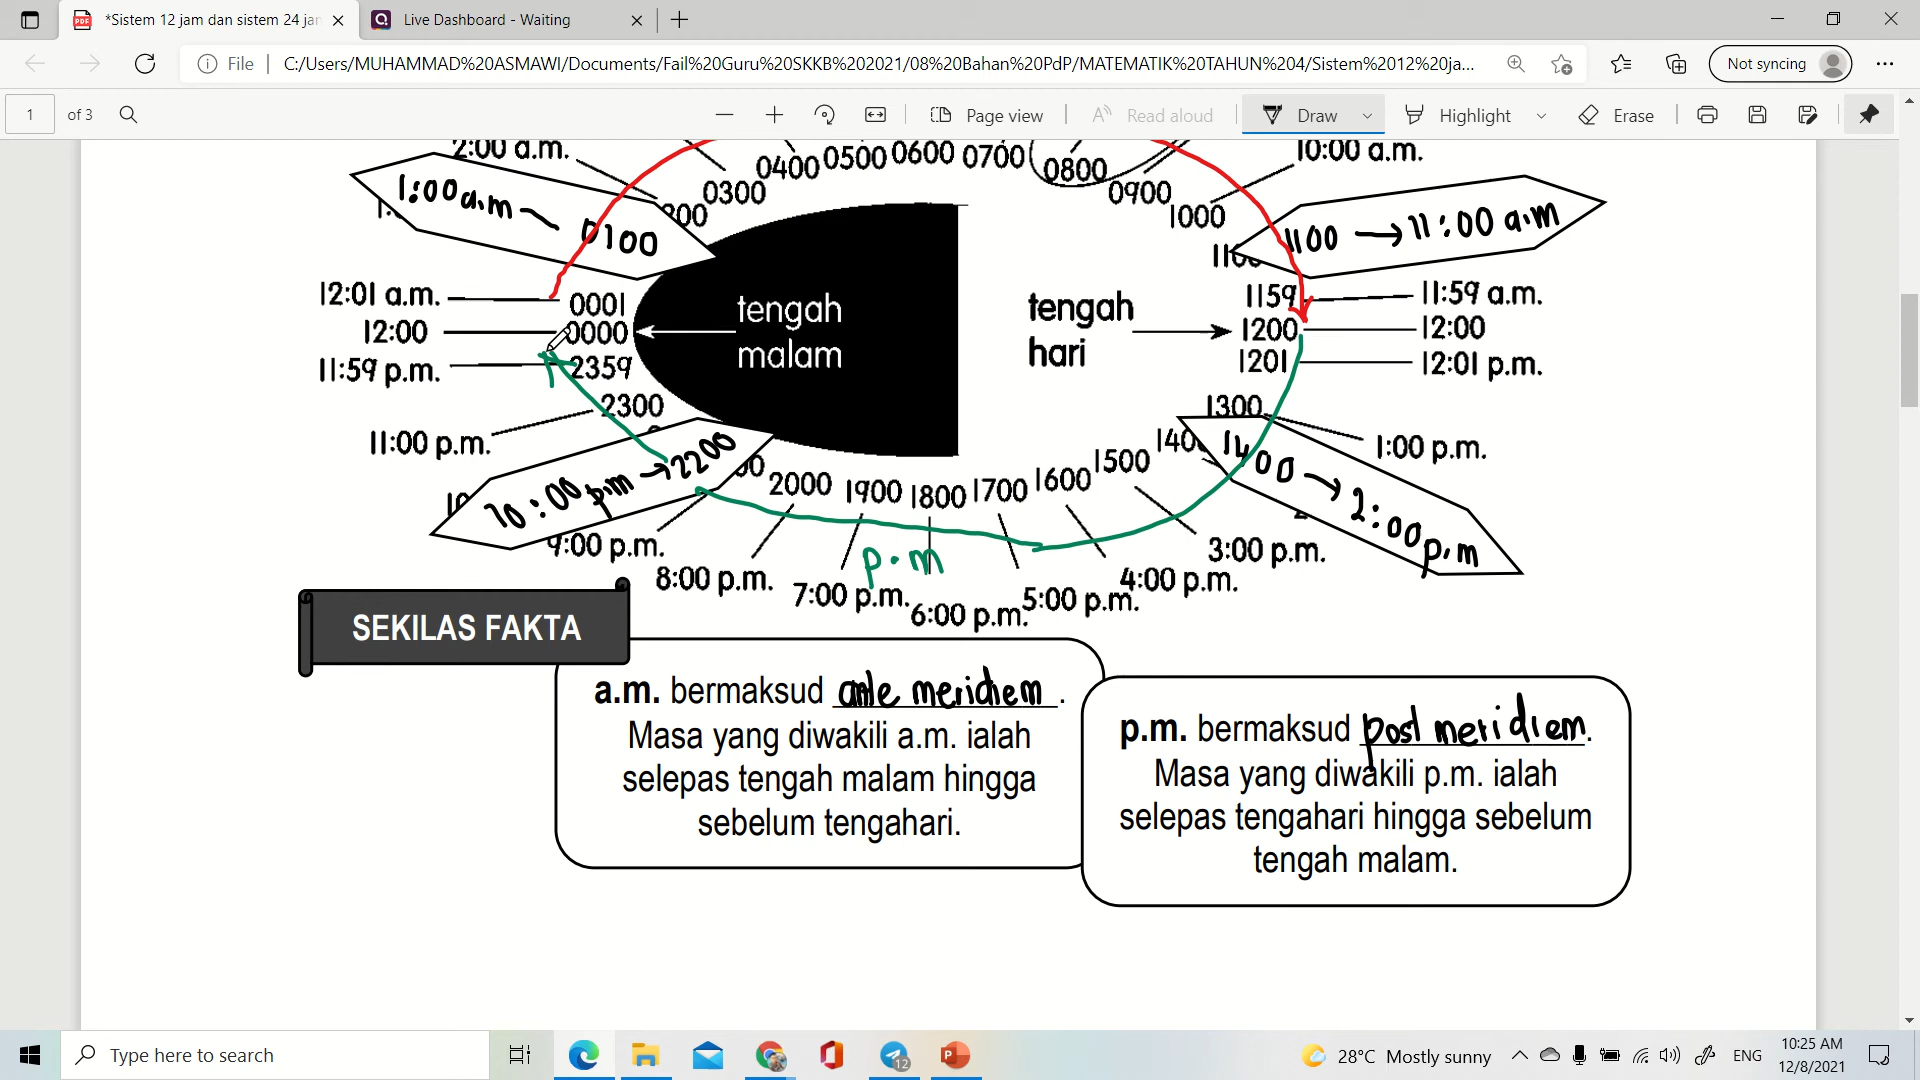 *Sistem 12 jam dan sistem 24 jar
Live Dashboard - Waiting
File
C:/Users/MUHAMMAD%20ASMAWI/Documents/Fail%20Guru%20SKKB%202021/08%20Bahan%20PdP/MATEMATIK%20TAHUN%204/Sistem%2012%20ja...
Not syncing
1 of 3
Page view
Read aloud
Draw
Highlight
Erase
2:00 a.m.
0400 0500 0600 0700 0800
10:00 a.m.
0300
0900
1:00 a.m
0100
1000
1100 → 11:00 a.m
12:01 a.m.
0001
tengah
malam
tengah
hari
1159
11:59 a.m.
12:00
0000
1200
12:00
11:59 p.m.
2359
1201
12:01 p.m.
2300
1300
11:00 p.m.
1:00 p.m.
10:00 p.m → 2200
2000 1900 1800 1700 1600 1500
1400 → 2:00 p.m
9:00 p.m.
p.m
3:00 p.m.
8:00 p.m.
7:00 p.m.
6:00 p.m.
5:00 p.m.
4:00 p.m.
SEKILAS FAKTA
a.m. bermaksud ante meridiem.
Masa yang diwakili a.m. ialah
selepas tengah malam hingga
sebelum tengahari.
p.m. bermaksud post meridiem.
Masa yang diwakili p.m. ialah
selepas tengahari hingga sebelum
tengah malam.
Type here to search
12
28°C Mostly sunny
ENG
10:25 AM
12/8/2021